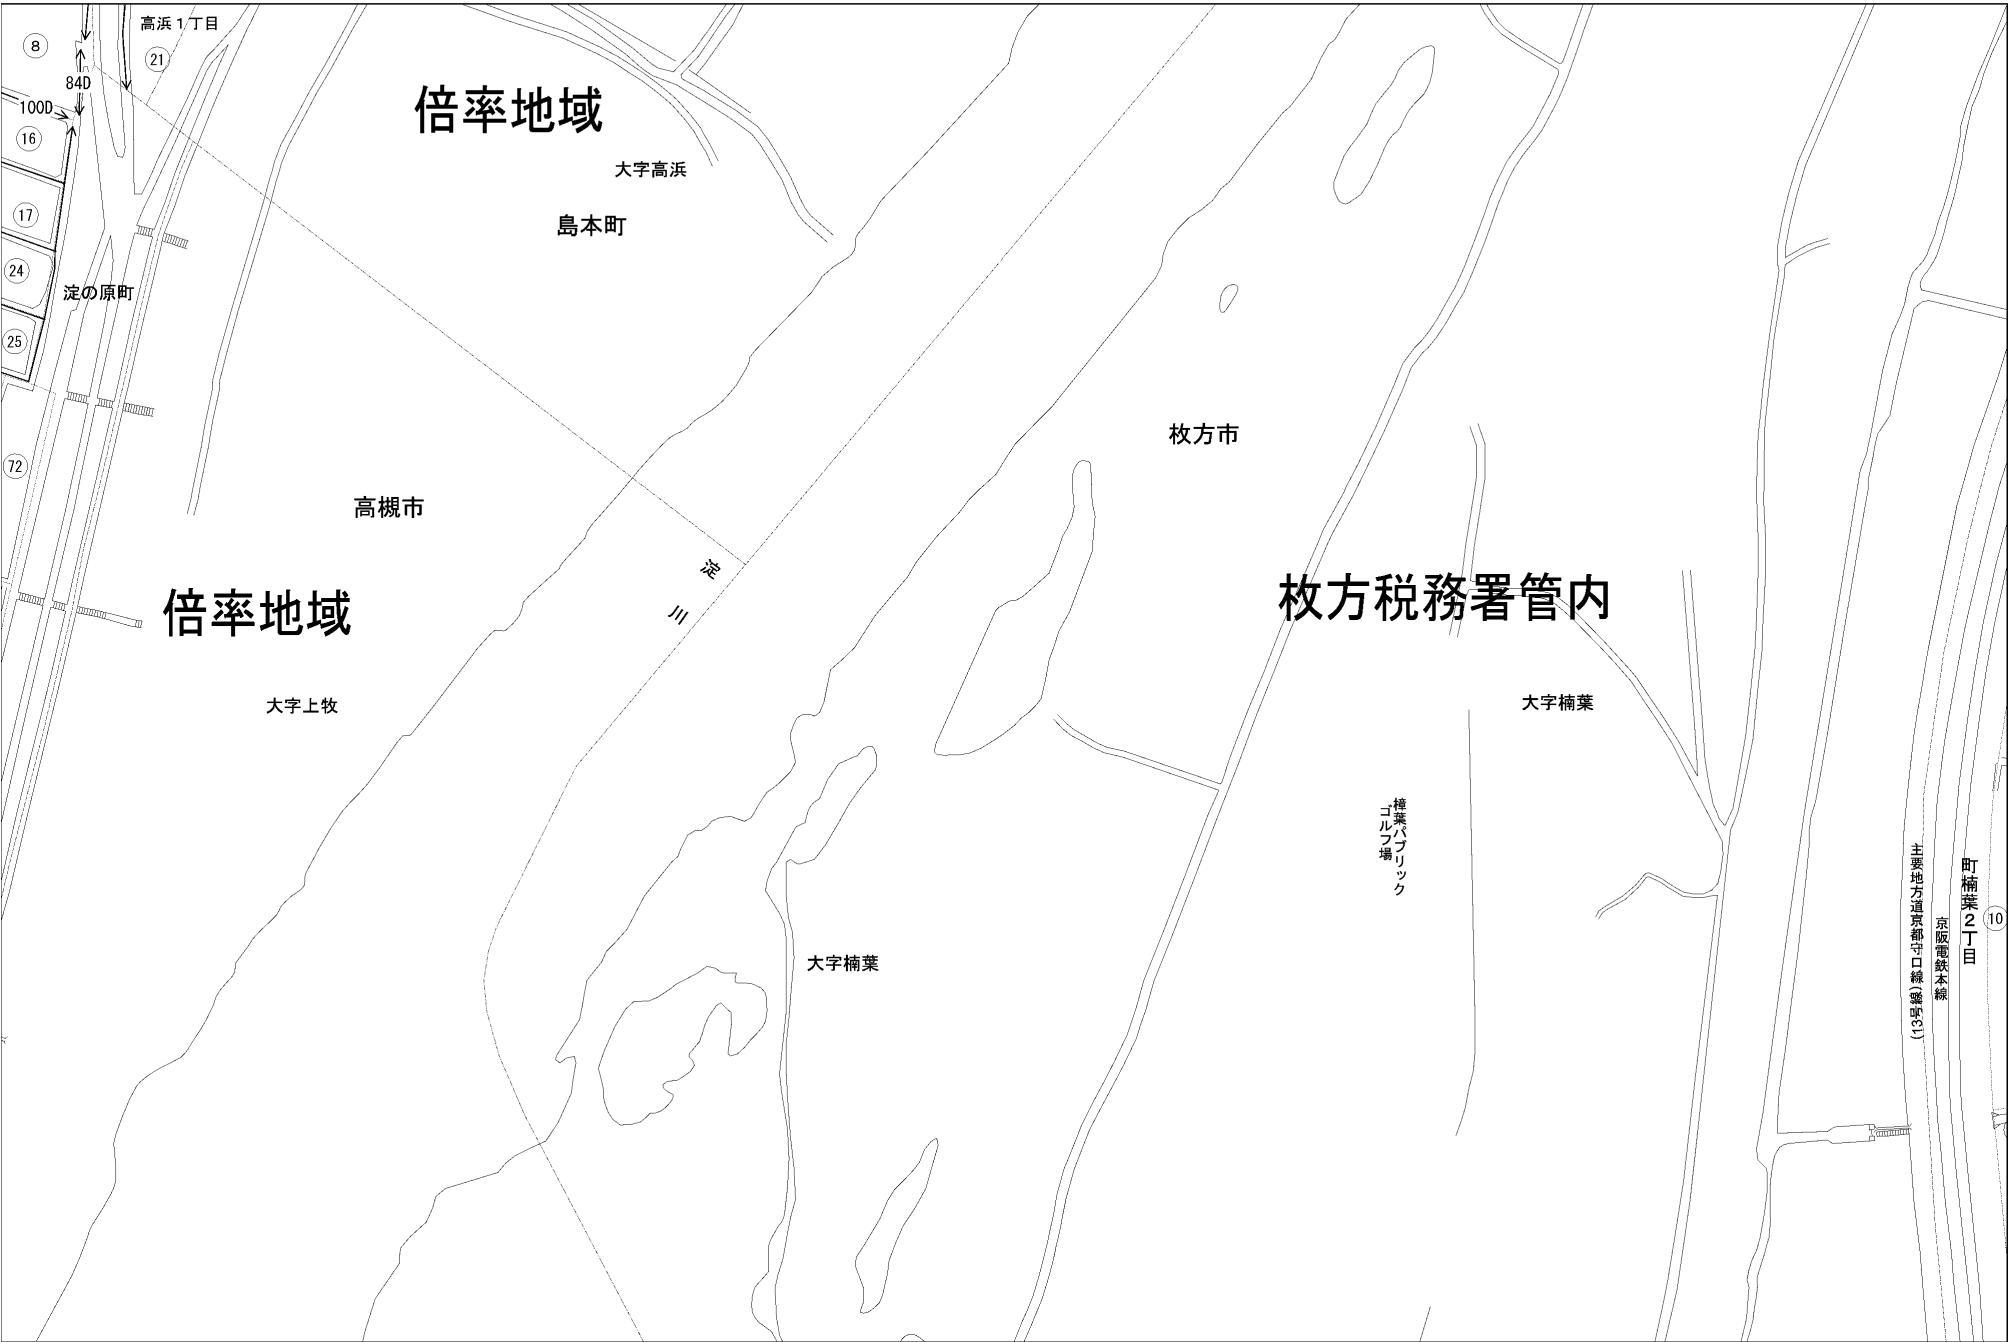 高浜1丁目
8
21
84D
100D
16
17
24
淀の原町
25
72
倍率地域
大字高浜
島本町
高槻市
倍率地域
大字上牧
淀川
枚方市
枚方税務署管内
大字楠葉
樟葉パブリック
ゴルフ場
大字楠葉
主要地方道京都守口線(13号線)
京阪電鉄本線
町楠葉2丁目
10